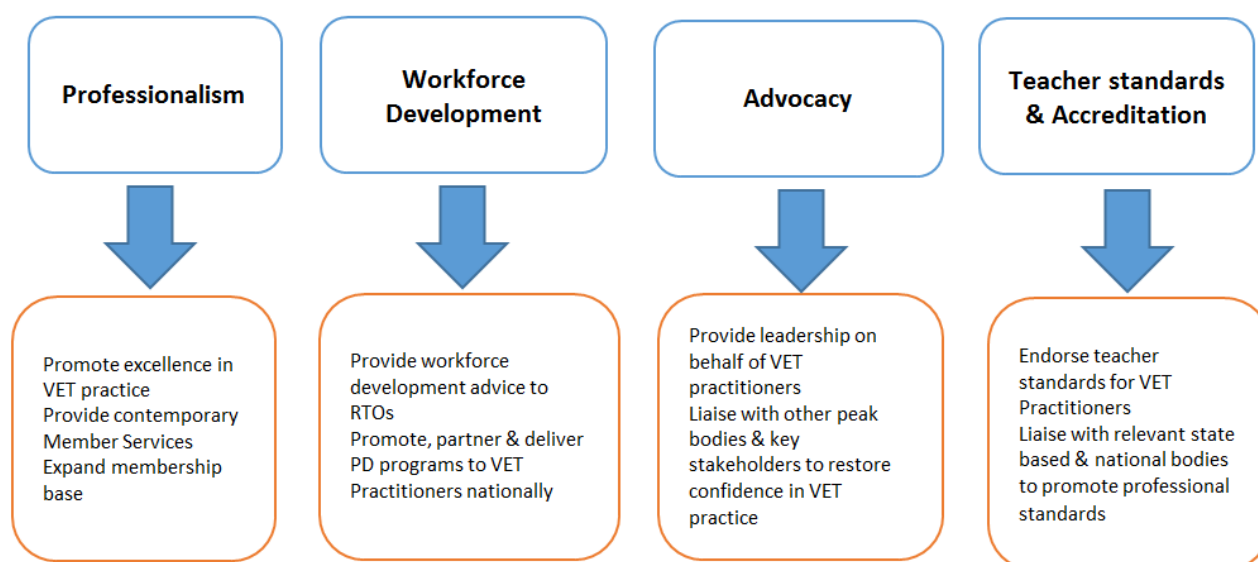 Professionalism
Workforce
Development
Advocacy
Teacher standards
& Accreditation
Promote excellence in
VET practice
Provide contemporary
Member Services
Expand membership
base
Provide workforce
development advice to
RTOs
Promote, partner & deliver
PD programs to VET
Practitioners nationally
Provide leadership on
behalf of VET
practitioners
Liaise with other peak
bodies & key
stakeholders to restore
confidence in VET
practice
Endorse teacher
standards for VET
Practitioners
Liaise with relevant state
based & national bodies
to promote professional
standards